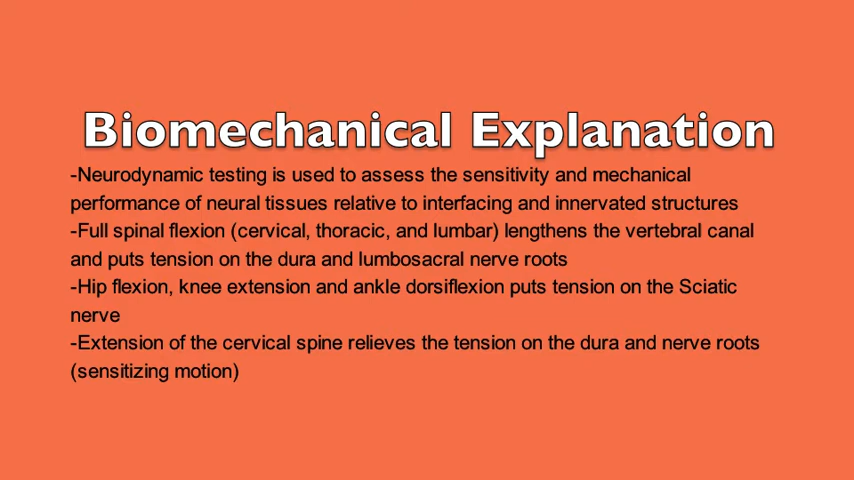 Biomechanical Explanation
-Neurodynamic testing is used to assess the sensitivity and mechanical
performance of neural tissues relative to interfacing and innervated structures
-Full spinal flexion (cervical, thoracic, and lumbar) lengthens the vertebral canal
and puts tension on the dura and lumbosacral nerve roots
-Hip flexion, knee extension and ankle dorsiflexion puts tension on the Sciatic
nerve
-Extension of the cervical spine relieves the tension on the dura and nerve roots
(sensitizing motion)